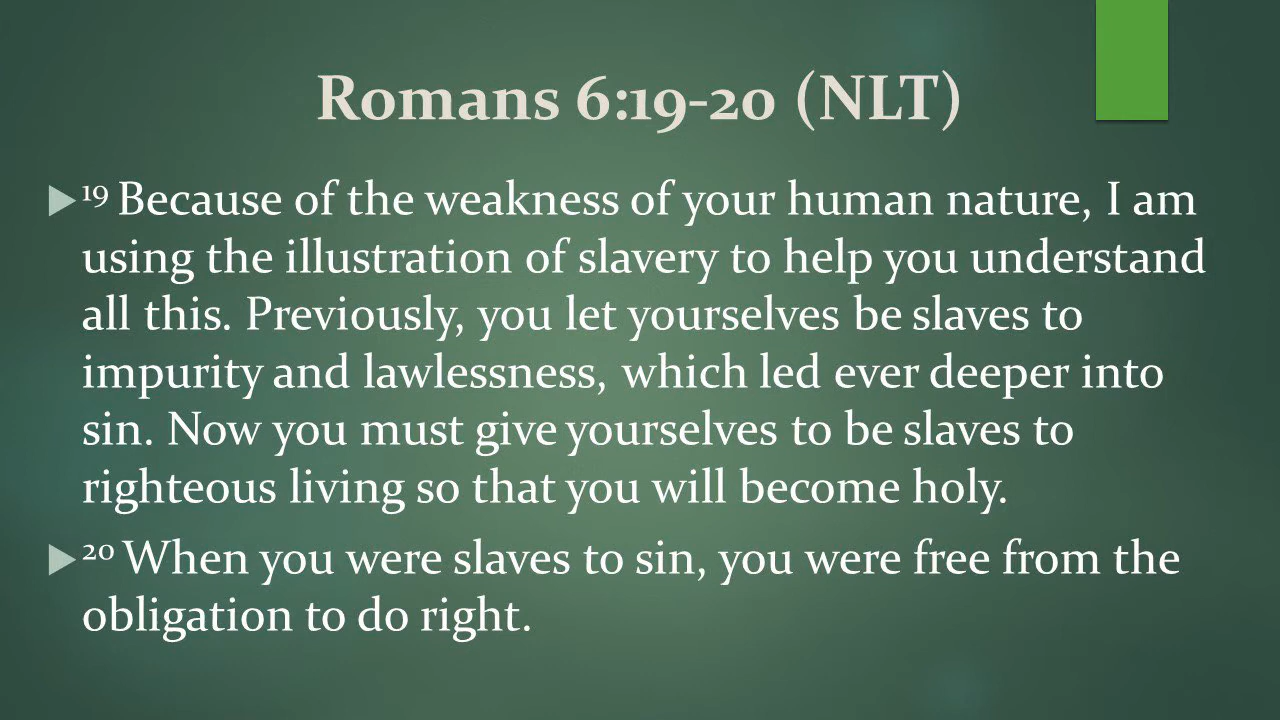 Romans 6:19-20 (NLT)
19 Because of the weakness of your human nature, I am
using the illustration of slavery to help you understand
all this. Previously, you let yourselves be slaves to
impurity and lawlessness, which led ever deeper into
sin. Now you must give yourselves to be slaves to
righteous living so that you will become holy.
20 When you were slaves to sin, you were free from the
obligation to do right.